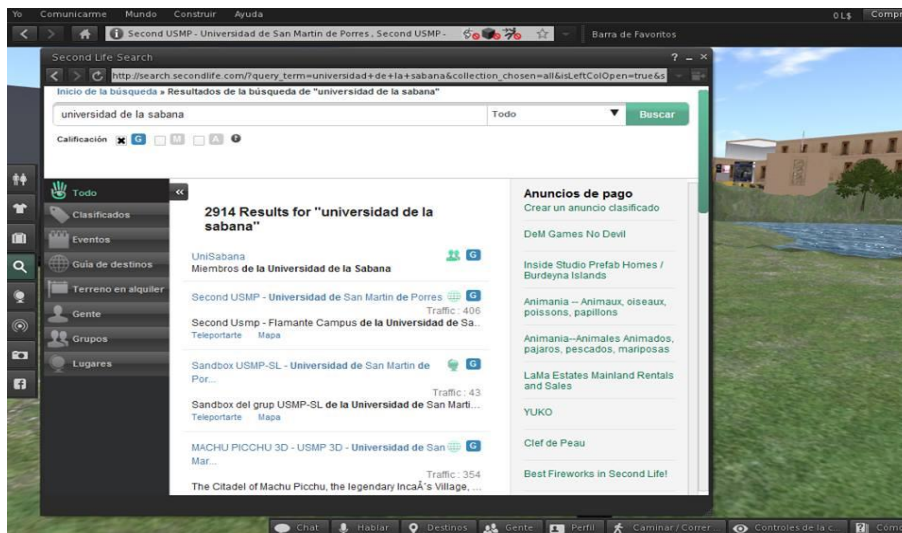 Yo Comunicarme Mundo Construir Ayuda
0 L$ Compr
Second USMP - Universidad de San Martin de Porres , Second USMP -
Barra de Favoritos
Second Life Search
? _ ×
http://search.secondlife.com/?query_term=universidad+de+la+sabana&collection_chosen=all&isLeftColOpen=true&s
Inicio de la búsqueda » Resultados de la búsqueda de "universidad de la sabana"
universidad de la sabana
Todo
Buscar
Calificación G M A ?
Todo
Clasificados
Eventos
Guía de destinos
Terreno en alquiler
Gente
Grupos
Lugares
«
2914 Results for "universidad de la
sabana"
UniSabana G
Miembros de la Universidad de la Sabana
Second USMP - Universidad de San Martin de Porres G
Traffic : 406
Second Usmp - Flamante Campus de la Universidad de Sa..
Teleportarte Mapa
Sandbox USMP-SL - Universidad de San Martin de G
Por...
Traffic : 43
Sandbox del grup USMP-SL de la Universidad de San Marti...
Teleportarte Mapa
MACHU PICCHU 3D - USMP 3D - Universidad de San G
Mar...
Traffic : 354
The Citadel of Machu Picchu, the legendary IncaÂ´s Village, ...
Anuncios de pago
Crear un anuncio clasificado
DeM Games No Devil
Inside Studio Prefab Homes /
Burdeyna Islands
Animania -- Animaux, oiseaux,
poissons, papillons
Animania--Animales Animados,
pajaros, pescados, mariposas
LaMa Estates Mainland Rentals
and Sales
YUKO
Clef de Peau
Best Fireworks in Second Life!
Chat Hablar Destinos Gente Perfil Caminar / Correr... Controles de la c... Cómo